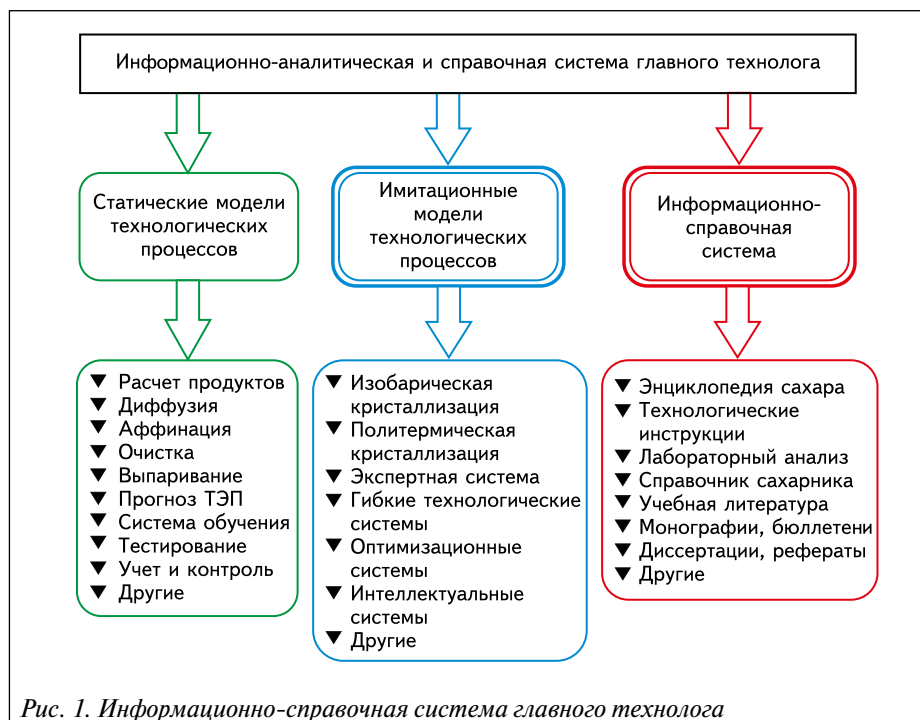 Информационно-аналитическая и справочная система главного технолога
Статические модели
технологических
процессов
Имитационные
модели
технологических
процессов
Информационно-
справочная
система
▼ Расчет продуктов
▼ Диффузия
▼ Аффинация
▼ Очистка
▼ Выпаривание
▼ Прогноз ТЭП
▼ Система обучения
▼ Тестирование
▼ Учет и контроль
▼ Другие
▼ Изобарическая
кристаллизация
▼ Политермическая
кристаллизация
▼ Экспертная система
▼ Гибкие технологические
системы
▼ Оптимизационные
системы
▼ Интеллектуальные
системы
▼ Другие
▼ Энциклопедия сахара
▼ Технологические
инструкции
▼ Лабораторный анализ
▼ Справочник сахарника
▼ Учебная литература
▼ Монографии, бюллетени
▼ Диссертации, рефераты
▼ Другие
Рис. 1. Информационно-справочная система главного технолога